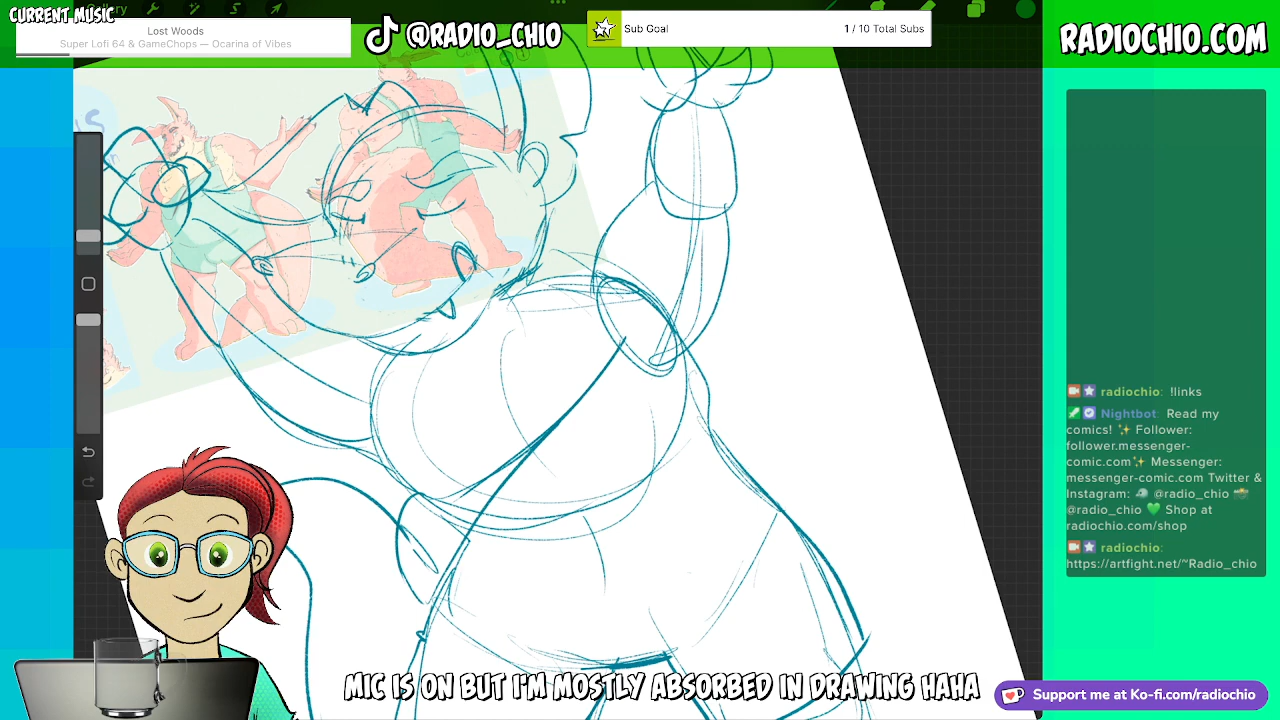 CURRENT MUSIC
Gallery
Lost Woods
Super Lofi 64 & GameChops — Ocarina of Vibes
@RADIO_CHIO
Sub Goal
1 / 10 Total Subs
RADIOCHIO.COM
radiochio: !links
Nightbot: Read my
comics! ✨ Follower:
follower.messenger-
comic.com✨ Messenger:
messenger-comic.com Twitter &
Instagram: @radio_chio
@radio_chio 💚 Shop at
radiochio.com/shop
radiochio:
https://artfight.net/~Radio_chio
MIC IS ON BUT I'M MOSTLY ABSORBED IN DRAWING HAHA
Support me at Ko-fi.com/radiochio